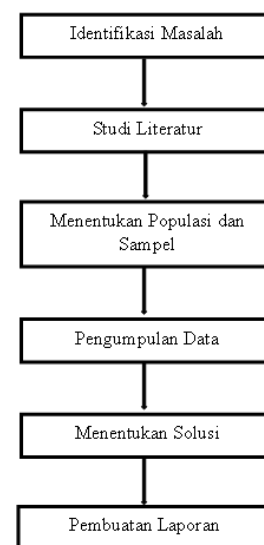 Identifikasi Masalah
Studi Literatur
Menentukan Populasi dan
Sampel
Pengumpulan Data
Menentukan Solusi
Pembuatan Laporan